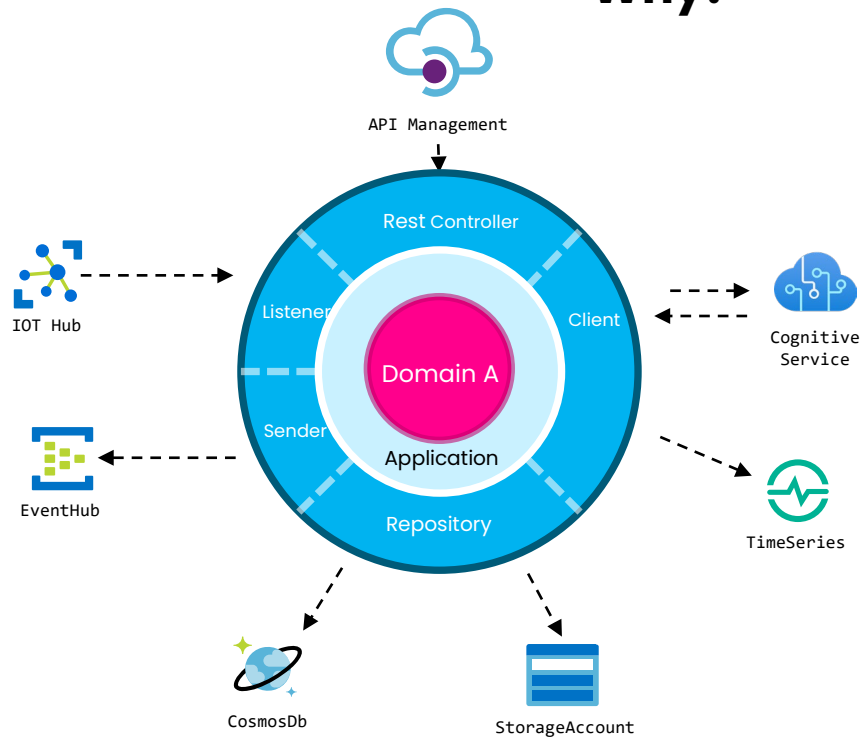 API Management
Rest Controller
IOT Hub
Listener
Client
Cognitive
Service
Domain A
Sender
Application
EventHub
Repository
TimeSeries
CosmosDb
StorageAccount